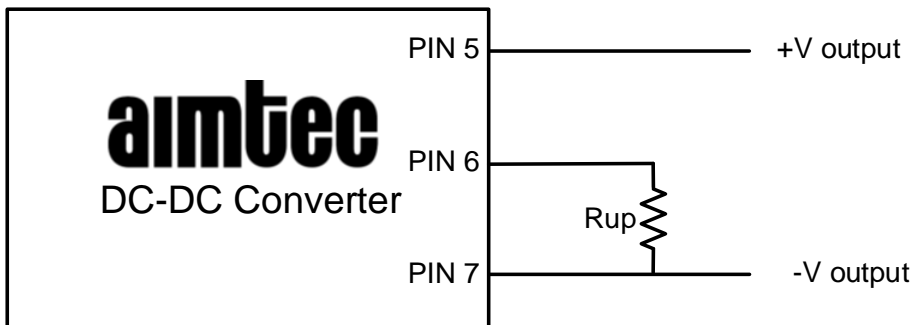 PIN 5
+V output
aimtec
PIN 6
DC-DC Converter
Rup
PIN 7
-V output